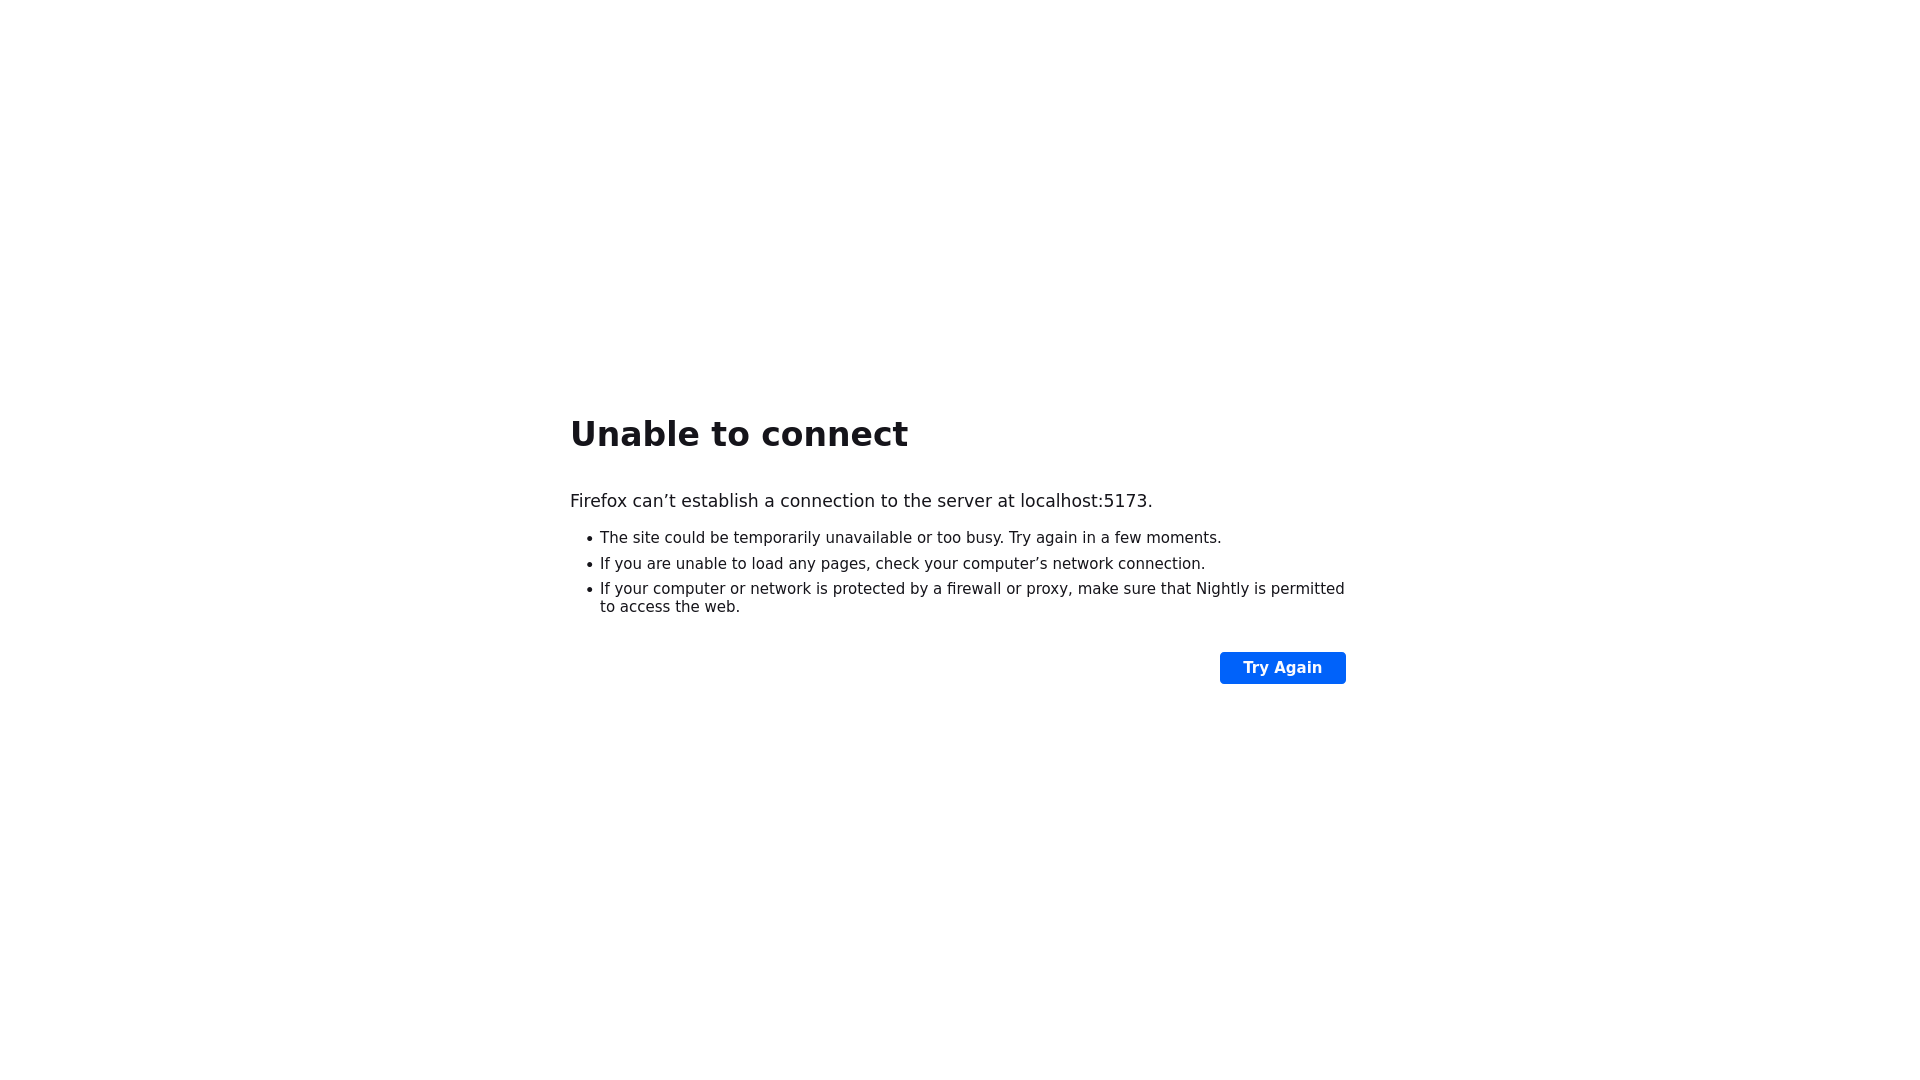 Unable to connect
Firefox can’t establish a connection to the server at localhost:5173.
• The site could be temporarily unavailable or too busy. Try again in a few moments.
• If you are unable to load any pages, check your computer’s network connection.
• If your computer or network is protected by a firewall or proxy, make sure that Nightly is permitted
to access the web.
Try Again